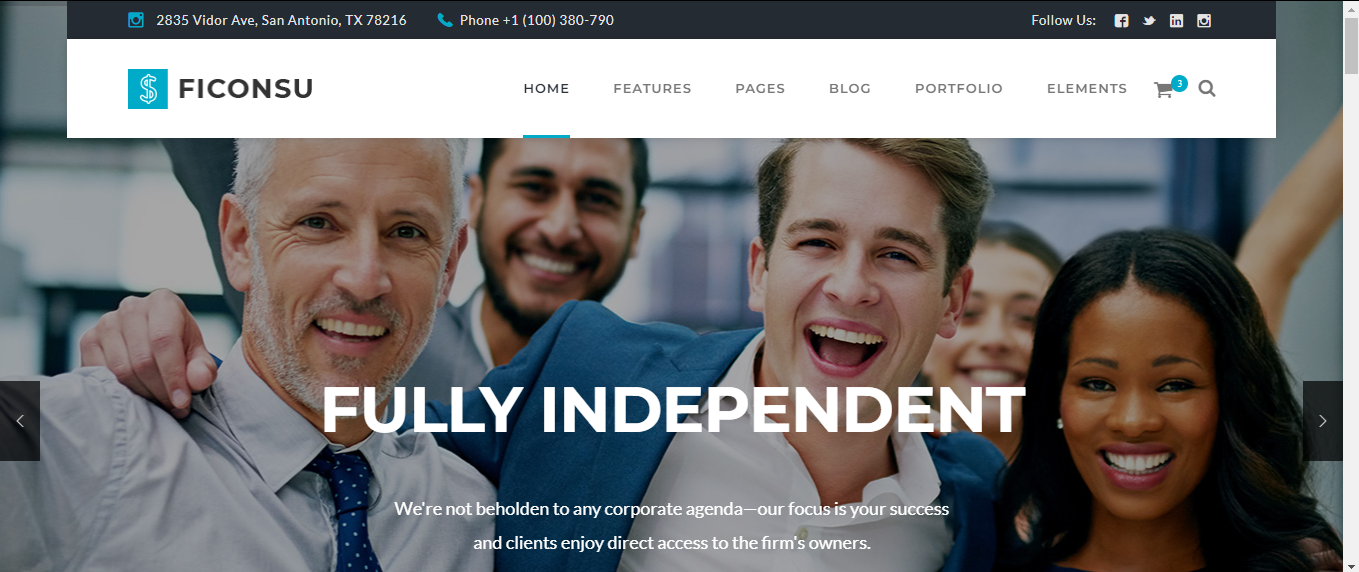 2835 Vidor Ave, San Antonio, TX 78216 Phone +1 (100) 380-790 Follow Us:
FICONSU HOME FEATURES PAGES BLOG PORTFOLIO ELEMENTS 3
FULLY INDEPENDENT
We're not beholden to any corporate agenda—our focus is your success
and clients enjoy direct access to the firm's owners.